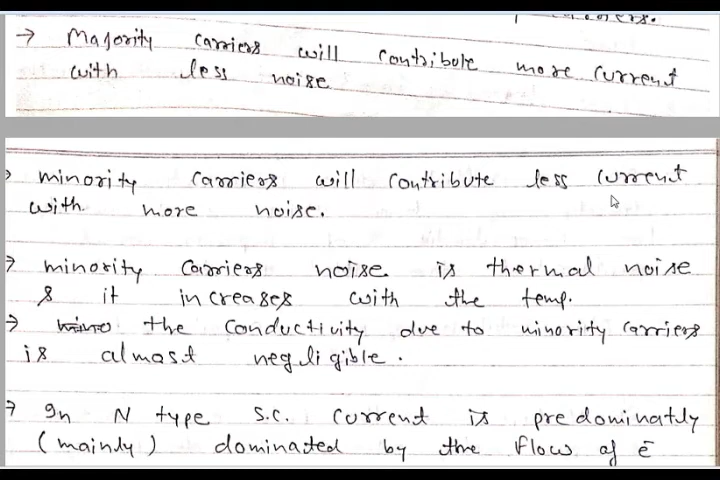 → Majority carriers will contribute more current
with less noise
minority carriers will contribute less current
with more noise.
→ minority carriers noise is thermal noise
& it increases with the temp.
→ the conductivity due to minority carriers
is almost negligible.
→ In N type S.C. current is predominatly
(mainly) dominated by the flow of ē